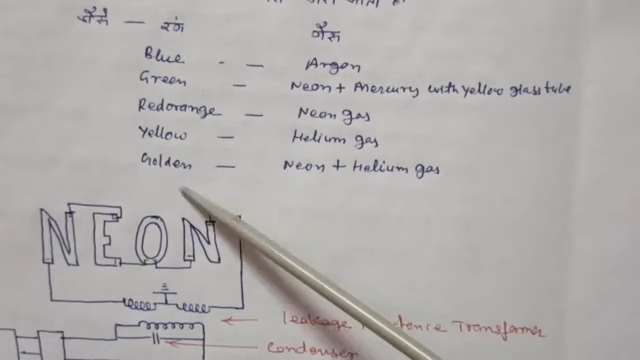 जैसे — रंग गैस
Blue - — Argon
Green — Neon + Mercury with yellow glass tube
Redorange — Neon gas
Yellow — Helium gas
Golden — Neon + Helium gas
NEON
Leakage Transformer
Condenser